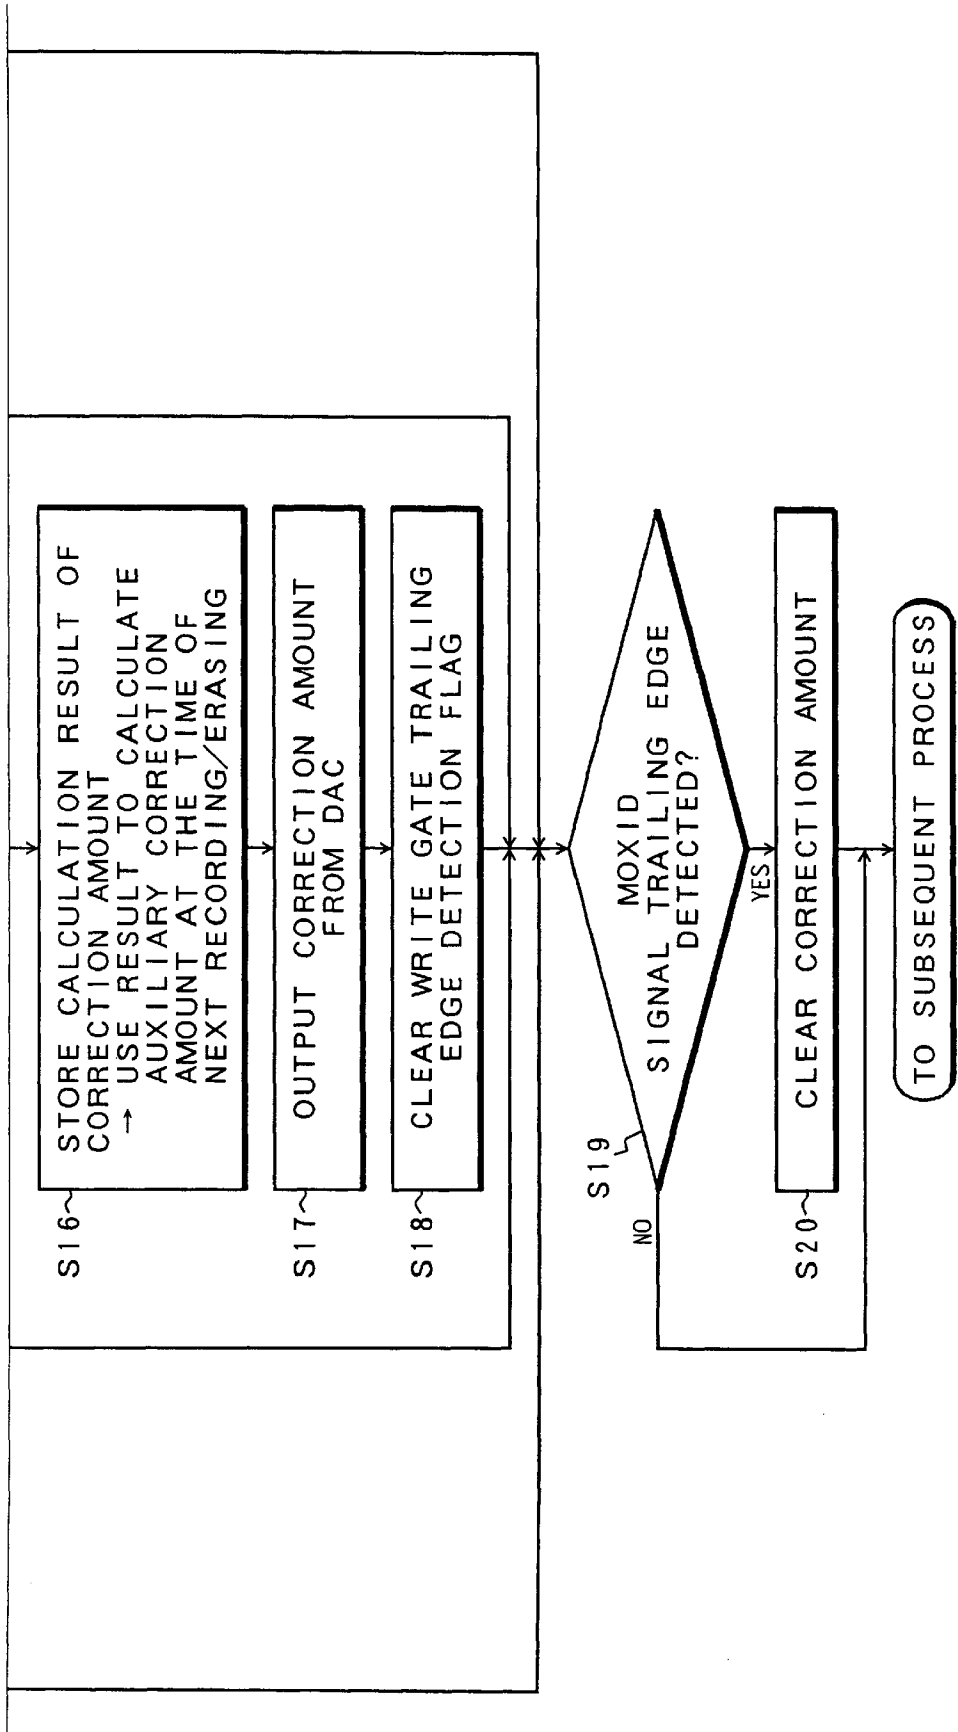 S16
STORE CALCULATION RESULT OF
CORRECTION AMOUNT
→ USE RESULT TO CALCULATE
AUXILIARY CORRECTION
AMOUNT AT THE TIME OF
NEXT RECORDING/ERASING
S17
OUTPUT CORRECTION AMOUNT
FROM DAC
S18
CLEAR WRITE GATE TRAILING
EDGE DETECTION FLAG
S19
MOXID
SIGNAL TRAILING EDGE
DETECTED?
NO
YES
S20
CLEAR CORRECTION AMOUNT
TO SUBSEQUENT PROCESS